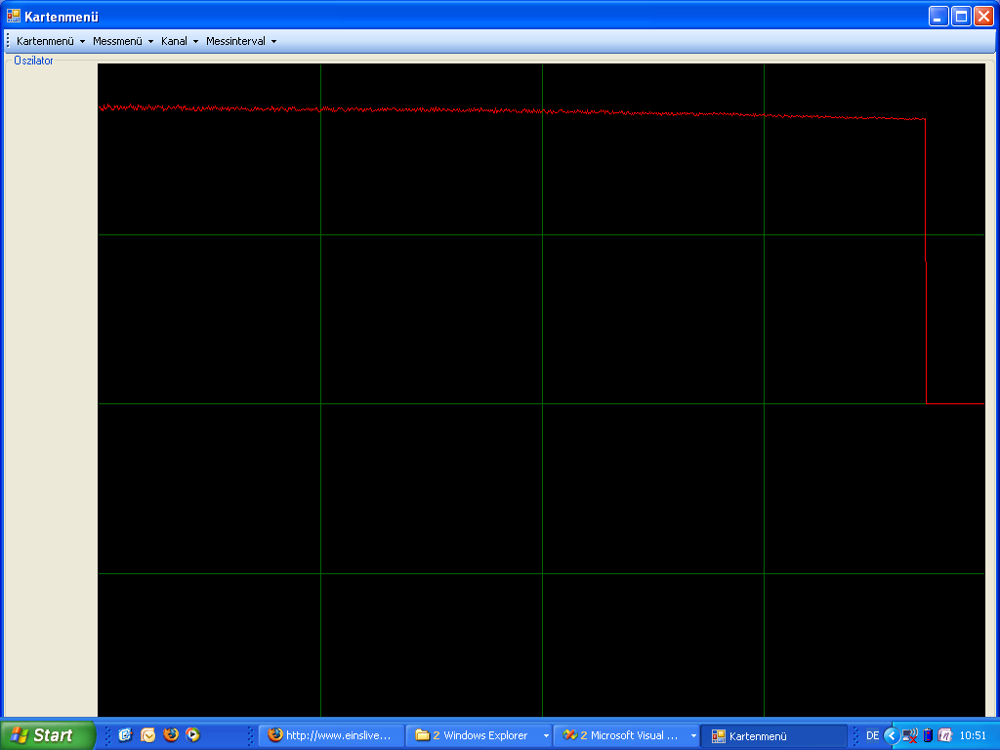 Kartenmenü
Kartenmenü Messmenü Kanal Messinterval
Oszilator
Start http://www.einslive... 2 Windows Explorer 2 Microsoft Visual ... Kartenmenü DE 10:51